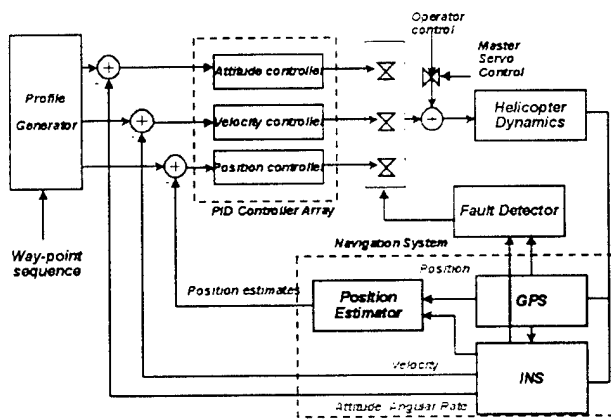 Operator
control
Master
Servo
Control
Profile
Generator
Attitude controller
Velocity controller
Position controller
PID Controller Array
Helicopter
Dynamics
Way-point
sequence
Fault Detector
Navigation System
Position
Position estimates
Position
Estimator
GPS
Velocity
INS
Attitude, Angular Rate